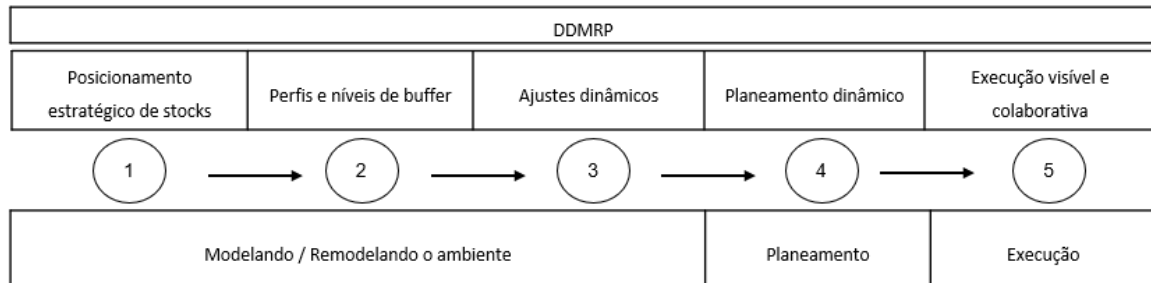 DDMRP
Posicionamento
estratégico de stocks
Perfis e níveis de buffer
Ajustes dinâmicos
Planeamento dinâmico
Execução visível e
colaborativa
1
2
3
4
5
Modelando / Remodelando o ambiente
Planeamento
Execução